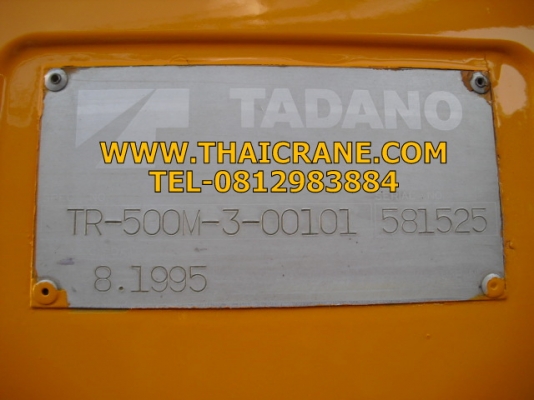 TADANO
WWW.THAICRANE.COM
TEL-0812983884
TR-500M-3-00101 581525
8.1995